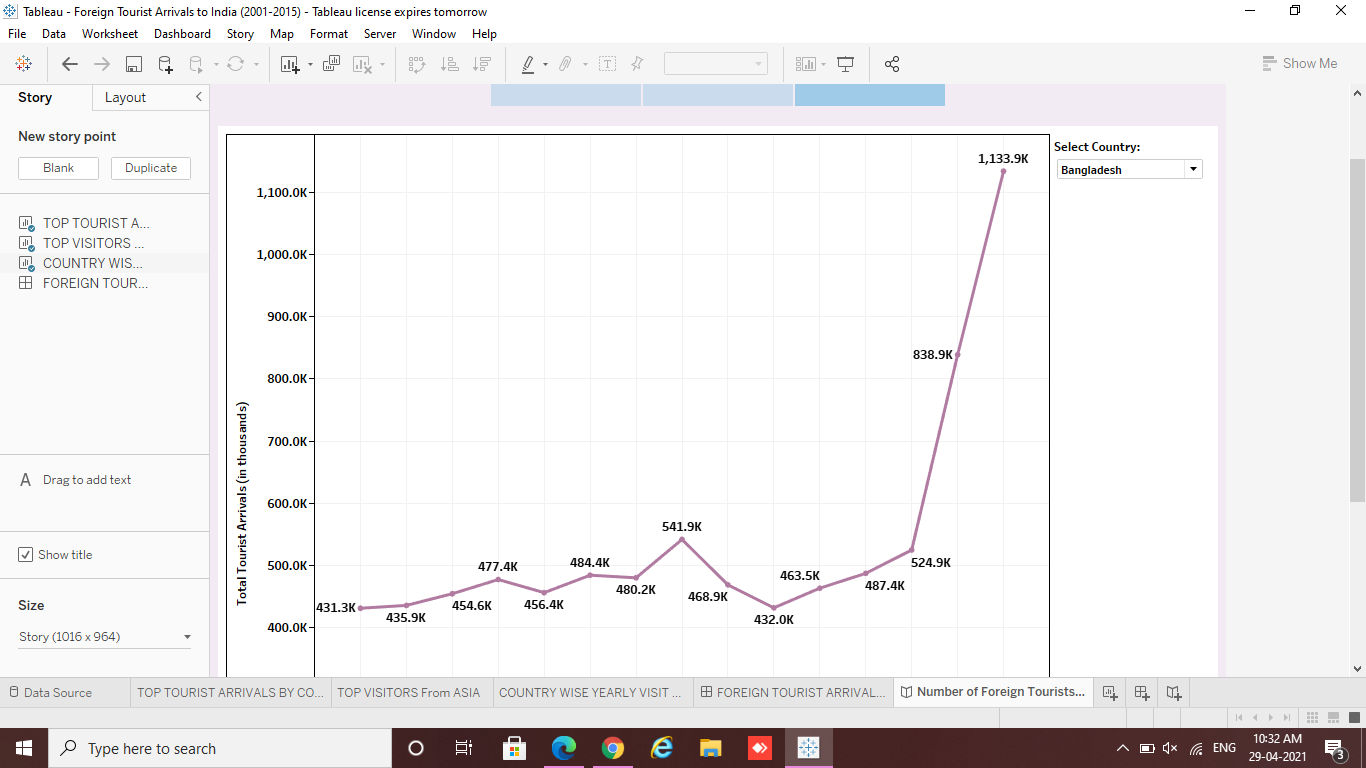 Tableau - Foreign Tourist Arrivals to India (2001-2015) - Tableau license expires tomorrow
File Data Worksheet Dashboard Story Map Format Server Window Help
Show Me
Story Layout
New story point
Blank Duplicate
TOP TOURIST A...
TOP VISITORS ...
COUNTRY WIS...
FOREIGN TOUR...
A Drag to add text
Show title
Size
Story (1016 x 964)
Select Country:
Bangladesh
Total Tourist Arrivals (in thousands)
1,100.0K
1,000.0K
900.0K
800.0K
700.0K
600.0K
500.0K
400.0K
431.3K
435.9K
454.6K
477.4K
456.4K
484.4K
480.2K
541.9K
468.9K
432.0K
463.5K
487.4K
524.9K
838.9K
1,133.9K
Data Source TOP TOURIST ARRIVALS BY CO... TOP VISITORS From ASIA COUNTRY WISE YEARLY VISIT ... FOREIGN TOURIST ARRIVAL... Number of Foreign Tourists...
Type here to search
ENG
10:32 AM
29-04-2021
3